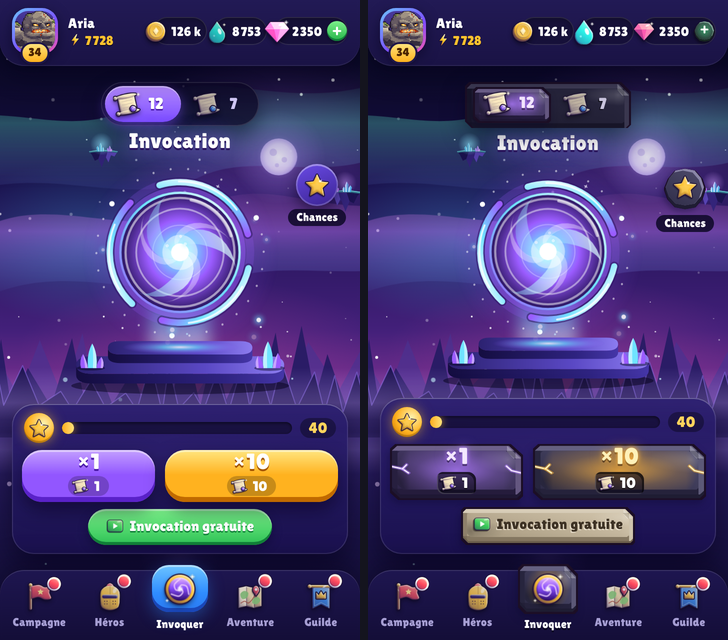 Aria
34
7728
126 k
8753
2350
12
7
Invocation
Chances
40
×1
1
×10
10
Invocation gratuite
Campagne
Héros
Invoquer
Aventure
Guilde
Aria
34
7728
126 k
8753
2350
12
7
Invocation
Chances
40
×1
1
×10
10
Invocation gratuite
Campagne
Héros
Invoquer
Aventure
Guilde